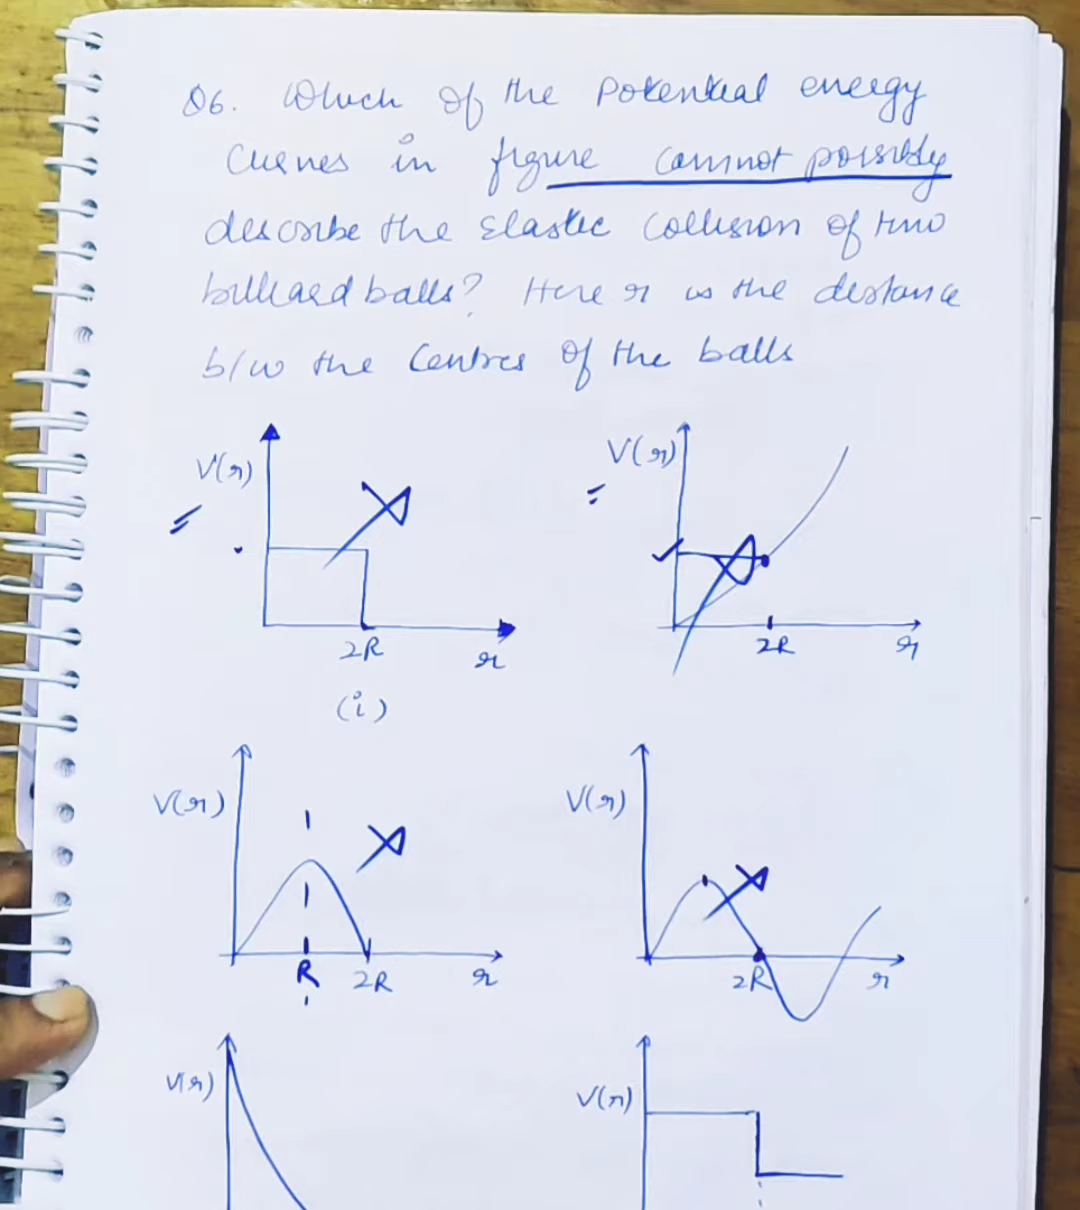 Q6. Which of the Potential energy
Curves in figure cannot possibly
describe the Elastic Collision of two
billiard balls? Here r is the distance
b/w the Centres of the balls
V(r) V(r)
2R r 2R r
(i)
V(r) V(r)
R 2R r 2R r
V(r) V(r)